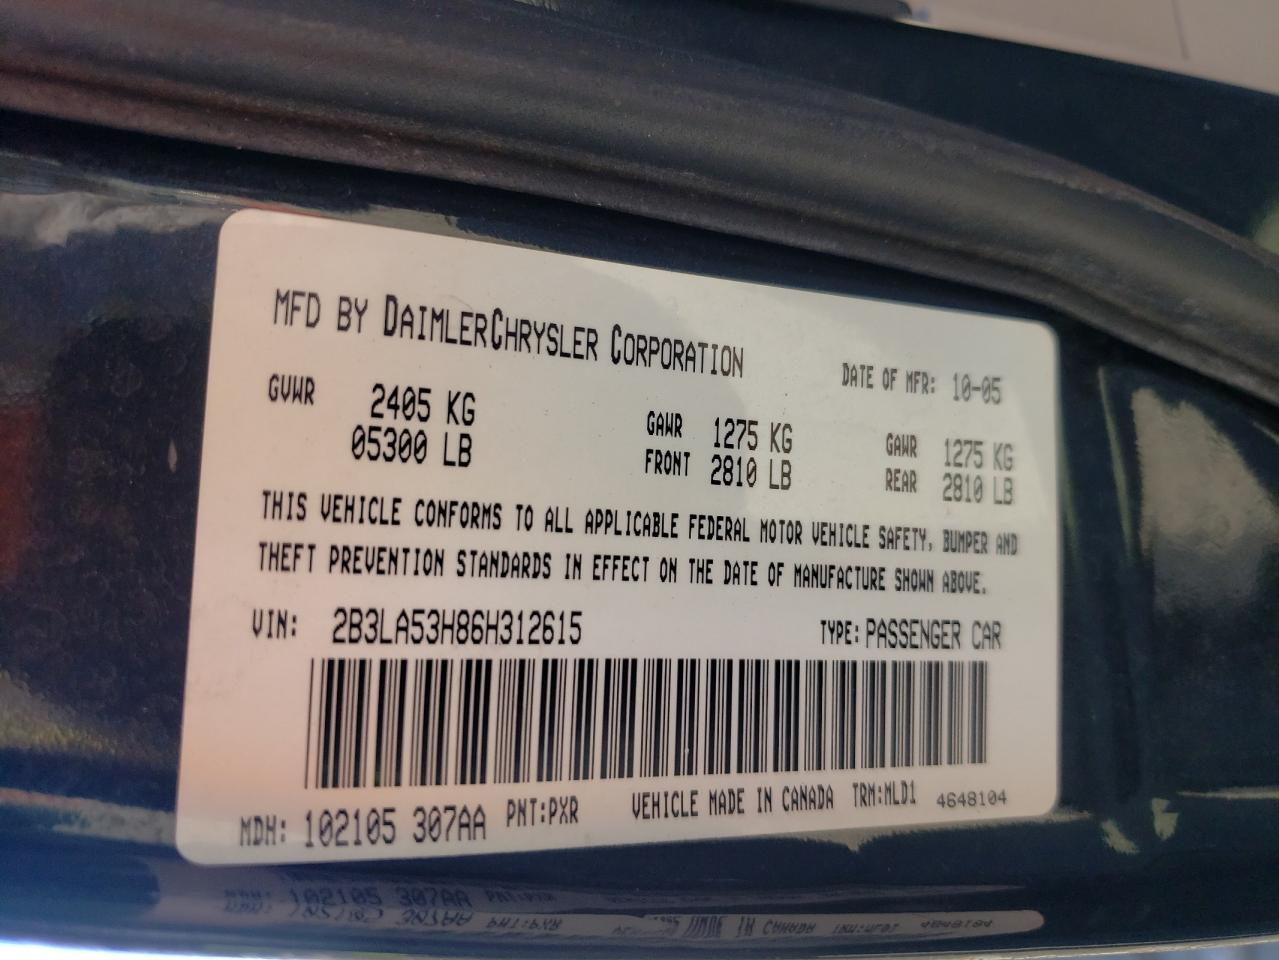 MFD BY DAIMLERCHRYSLER CORPORATION
DATE OF MFR: 10-05
GVWR 2405 KG
05300 LB
GAWR FRONT 1275 KG
2810 LB
GAWR REAR 1275 KG
2810 LB
THIS VEHICLE CONFORMS TO ALL APPLICABLE FEDERAL MOTOR VEHICLE SAFETY, BUMPER AND
THEFT PREVENTION STANDARDS IN EFFECT ON THE DATE OF MANUFACTURE SHOWN ABOVE.
VIN: 2B3LA53H86H312615 TYPE: PASSENGER CAR
MDH: 102105 307AA PNT:PXR VEHICLE MADE IN CANADA TRM:MLD1 4648104